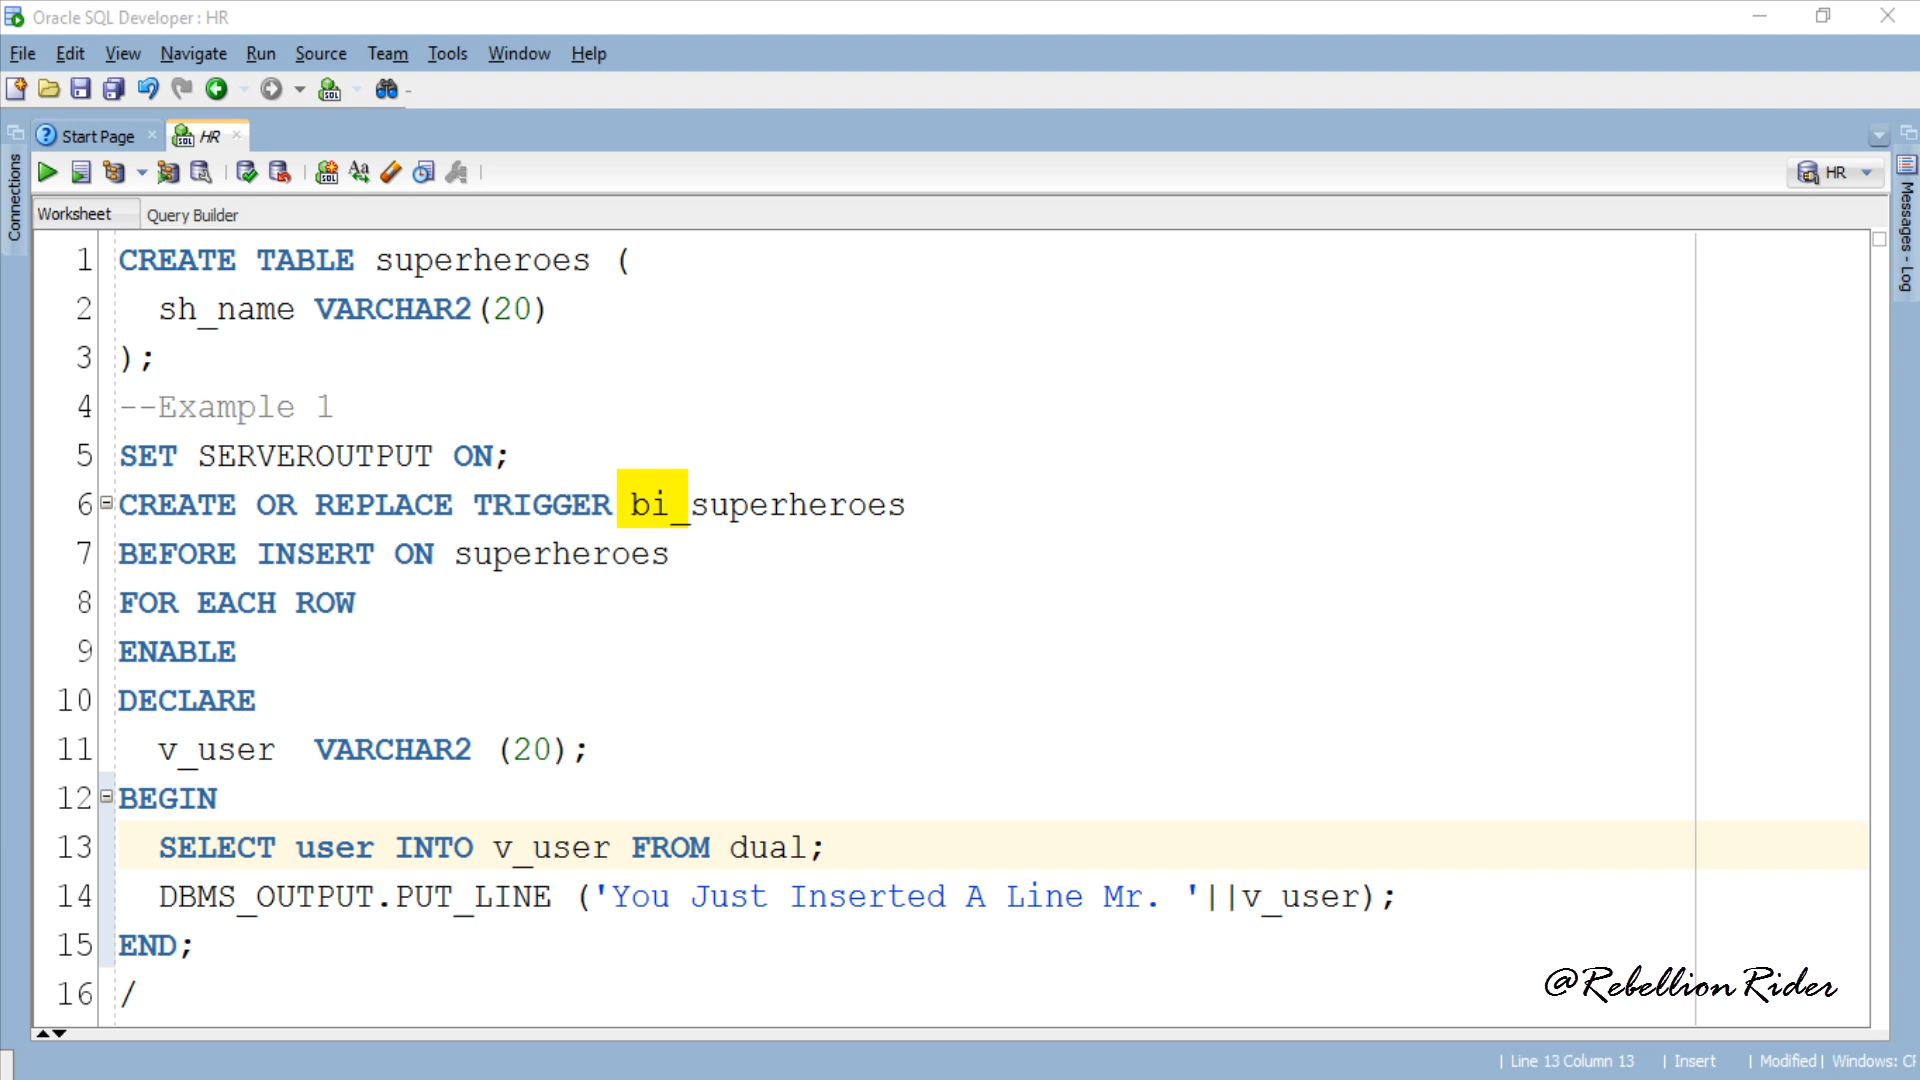 Oracle SQL Developer : HR
File Edit View Navigate Run Source Team Tools Window Help
Start Page HR
HR
Connections
Messages - Log
Worksheet Query Builder
1 CREATE TABLE superheroes (
2 sh_name VARCHAR2(20)
3 );
4 --Example 1
5 SET SERVEROUTPUT ON;
6 CREATE OR REPLACE TRIGGER bi_superheroes
7 BEFORE INSERT ON superheroes
8 FOR EACH ROW
9 ENABLE
10 DECLARE
11 v_user VARCHAR2 (20);
12 BEGIN
13 SELECT user INTO v_user FROM dual;
14 DBMS_OUTPUT.PUT_LINE ('You Just Inserted A Line Mr. '||v_user);
15 END;
16 /
@Rebellion Rider
| Line 13 Column 13 | Insert | Modified | Windows: CF